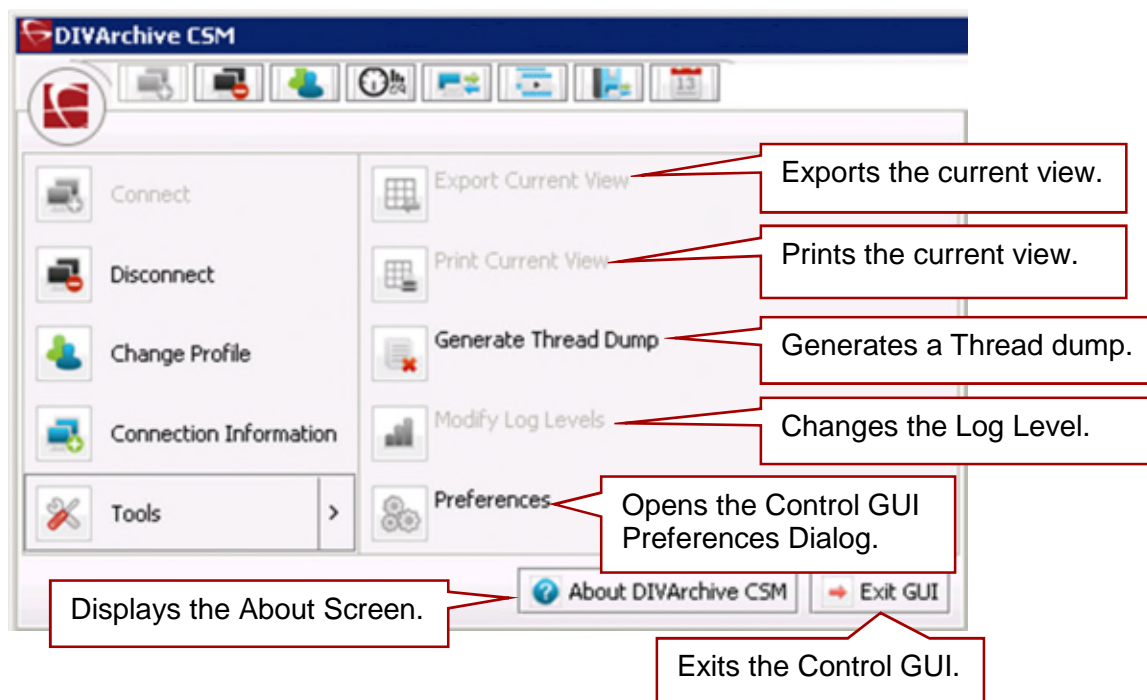 DIVArchive CSM
13
Connect
Export Current View
Exports the current view.
Disconnect
Print Current View
Prints the current view.
Change Profile
Generate Thread Dump
Generates a Thread dump.
Connection Information
Modify Log Levels
Changes the Log Level.
Tools
>
Preferences
Opens the Control GUI
Preferences Dialog.
Displays the About Screen.
? About DIVArchive CSM
Exit GUI
Exits the Control GUI.